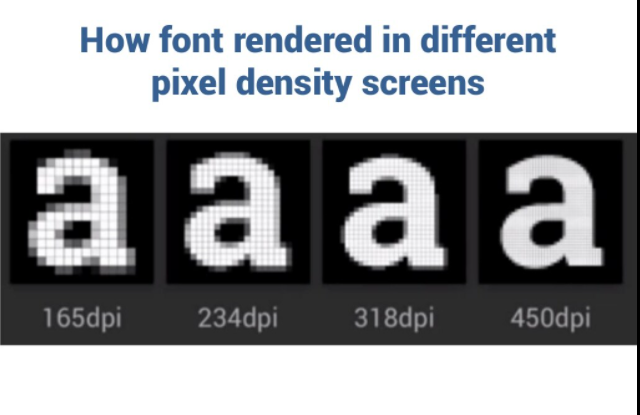 How font rendered in different
pixel density screens
a a a a
165dpi 234dpi 318dpi 450dpi